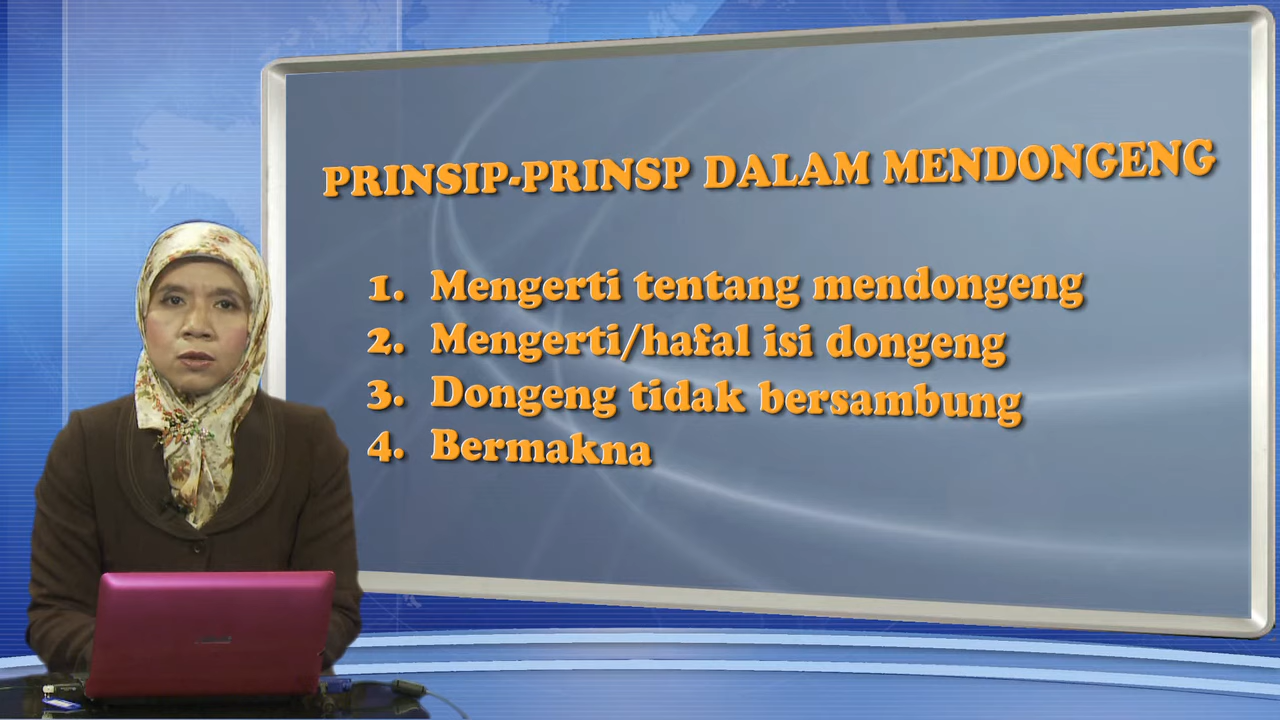 PRINSIP-PRINSP DALAM MENDONGENG
1. Mengerti tentang mendongeng
2. Mengerti/hafal isi dongeng
3. Dongeng tidak bersambung
4. Bermakna